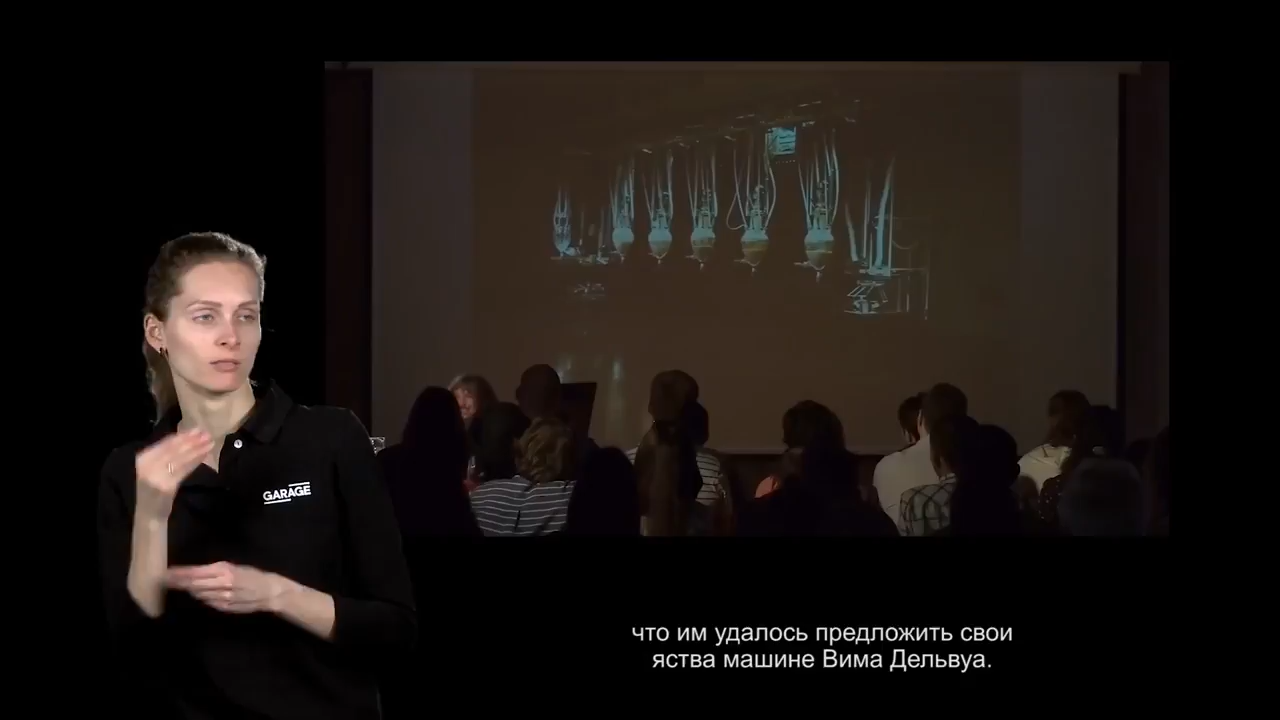 GARAGE
что им удалось предложить свои
яства машине Вима Дельвуа.